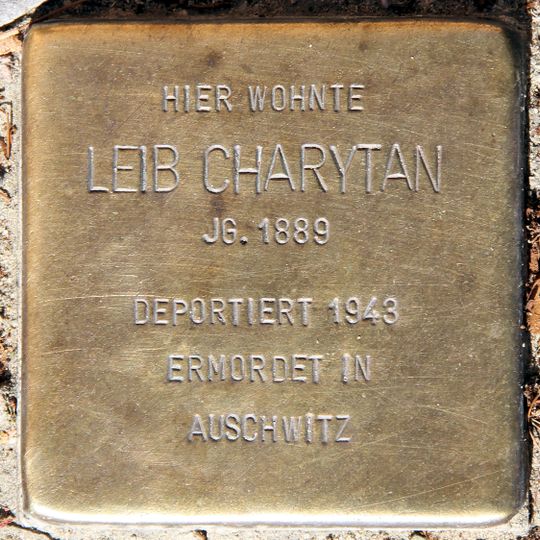 HIER WOHNTE
LEIB CHARYTAN
JG. 1889
DEPORTIERT 1943
ERMORDET IN
AUSCHWITZ